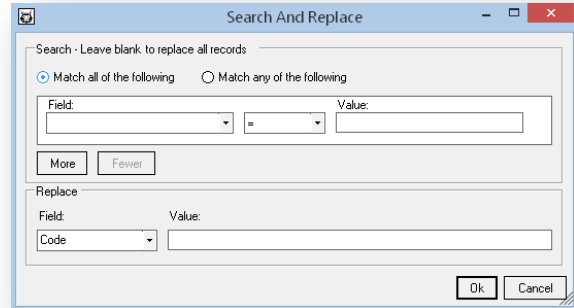 Search And Replace
Search - Leave blank to replace all records
Match all of the following Match any of the following
Field: Value:
=
More Fewer
Replace
Field: Value:
Code
Ok Cancel